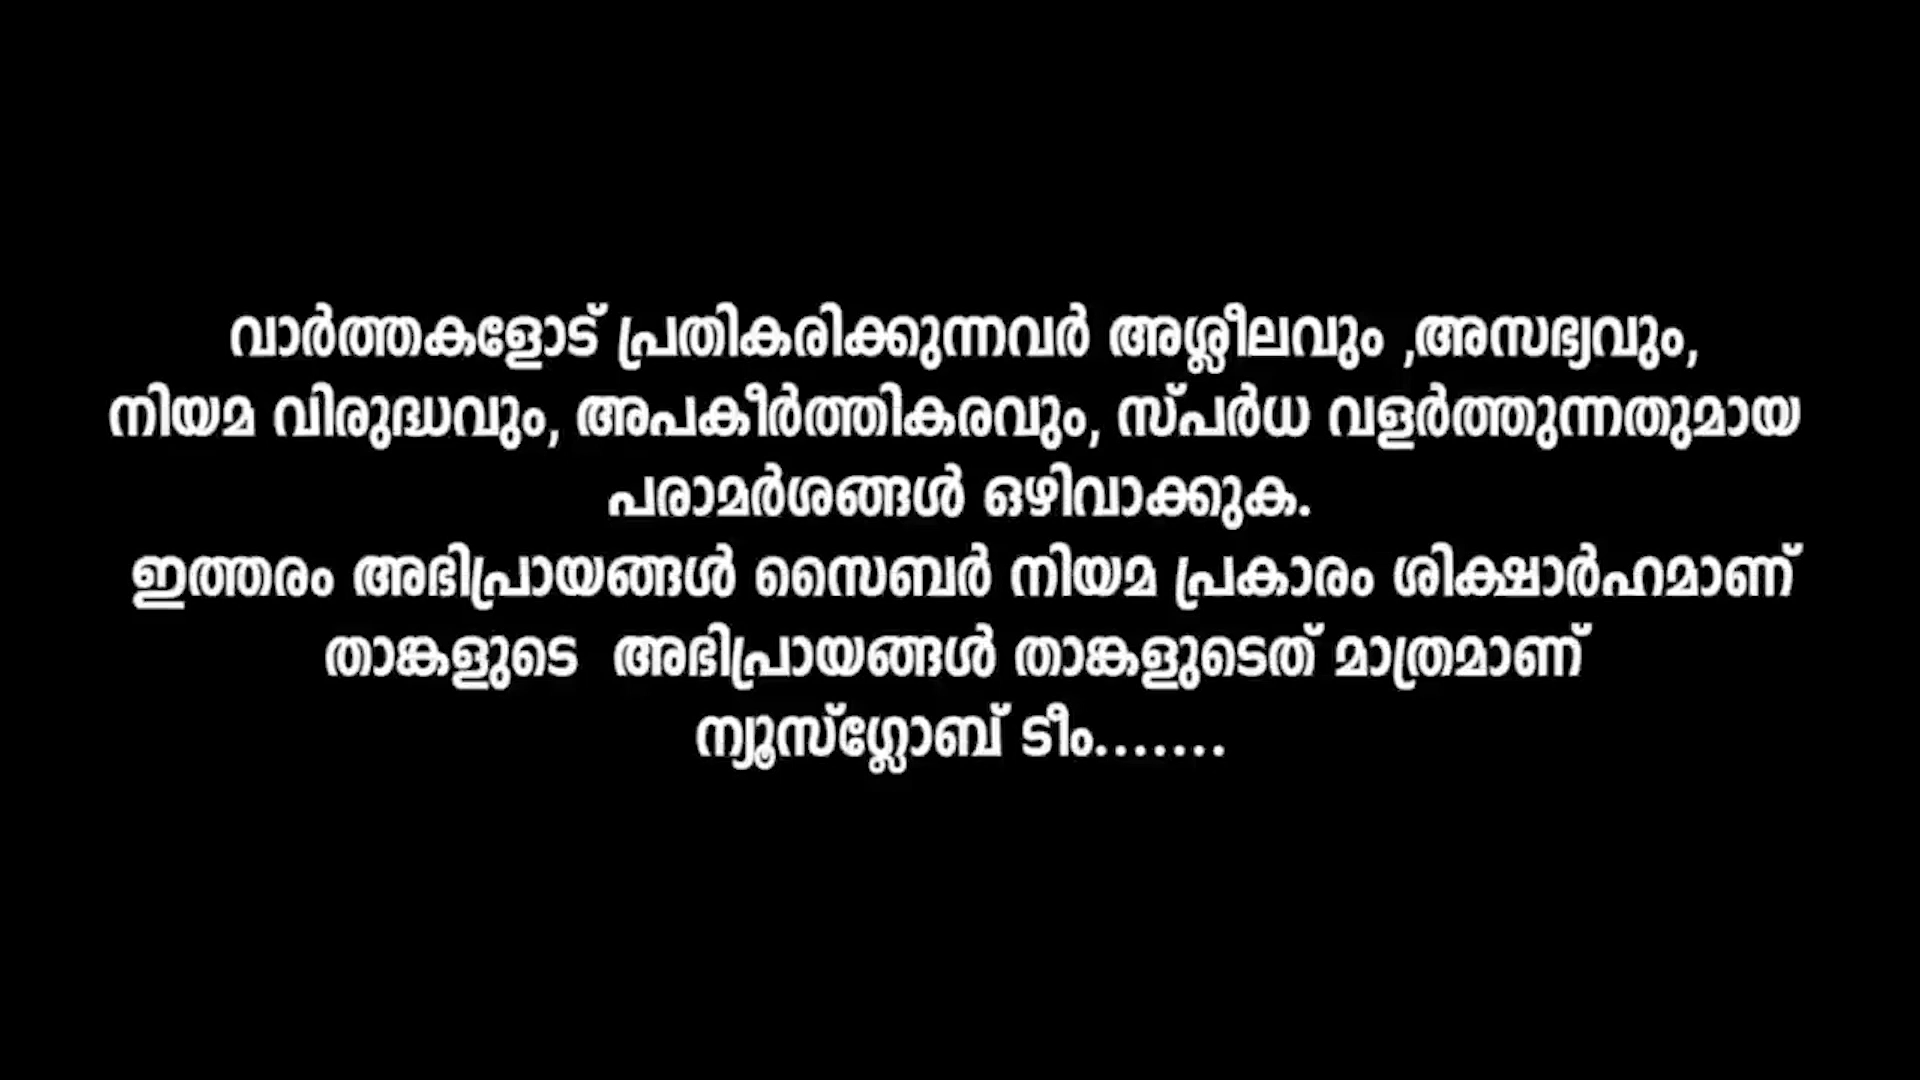 വാർത്തകളോട് പ്രതികരിക്കുന്നവർ അശ്ലീലവും ,അസഭ്യവും,
നിയമ വിരുദ്ധവും, അപകീർത്തികരവും, സ്പർധ വളർത്തുന്നതുമായ
പരാമർശങ്ങൾ ഒഴിവാക്കുക.
ഇത്തരം അഭിപ്രായങ്ങൾ സൈബർ നിയമ പ്രകാരം ശിക്ഷാർഹമാണ്
താങ്കളുടെ  അഭിപ്രായങ്ങൾ താങ്കളുടെത് മാത്രമാണ്
ന്യൂസ്ഗ്ലോബ് ടീം.......